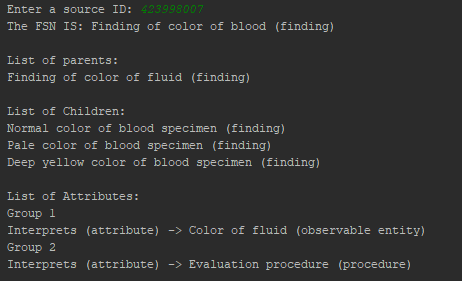 Enter a source ID: 423998007
The FSN IS: Finding of color of blood (finding)
List of parents:
Finding of color of fluid (finding)
List of Children:
Normal color of blood specimen (finding)
Pale color of blood specimen (finding)
Deep yellow color of blood specimen (finding)
List of Attributes:
Group 1
Interprets (attribute) -> Color of fluid (observable entity)
Group 2
Interprets (attribute) -> Evaluation procedure (procedure)